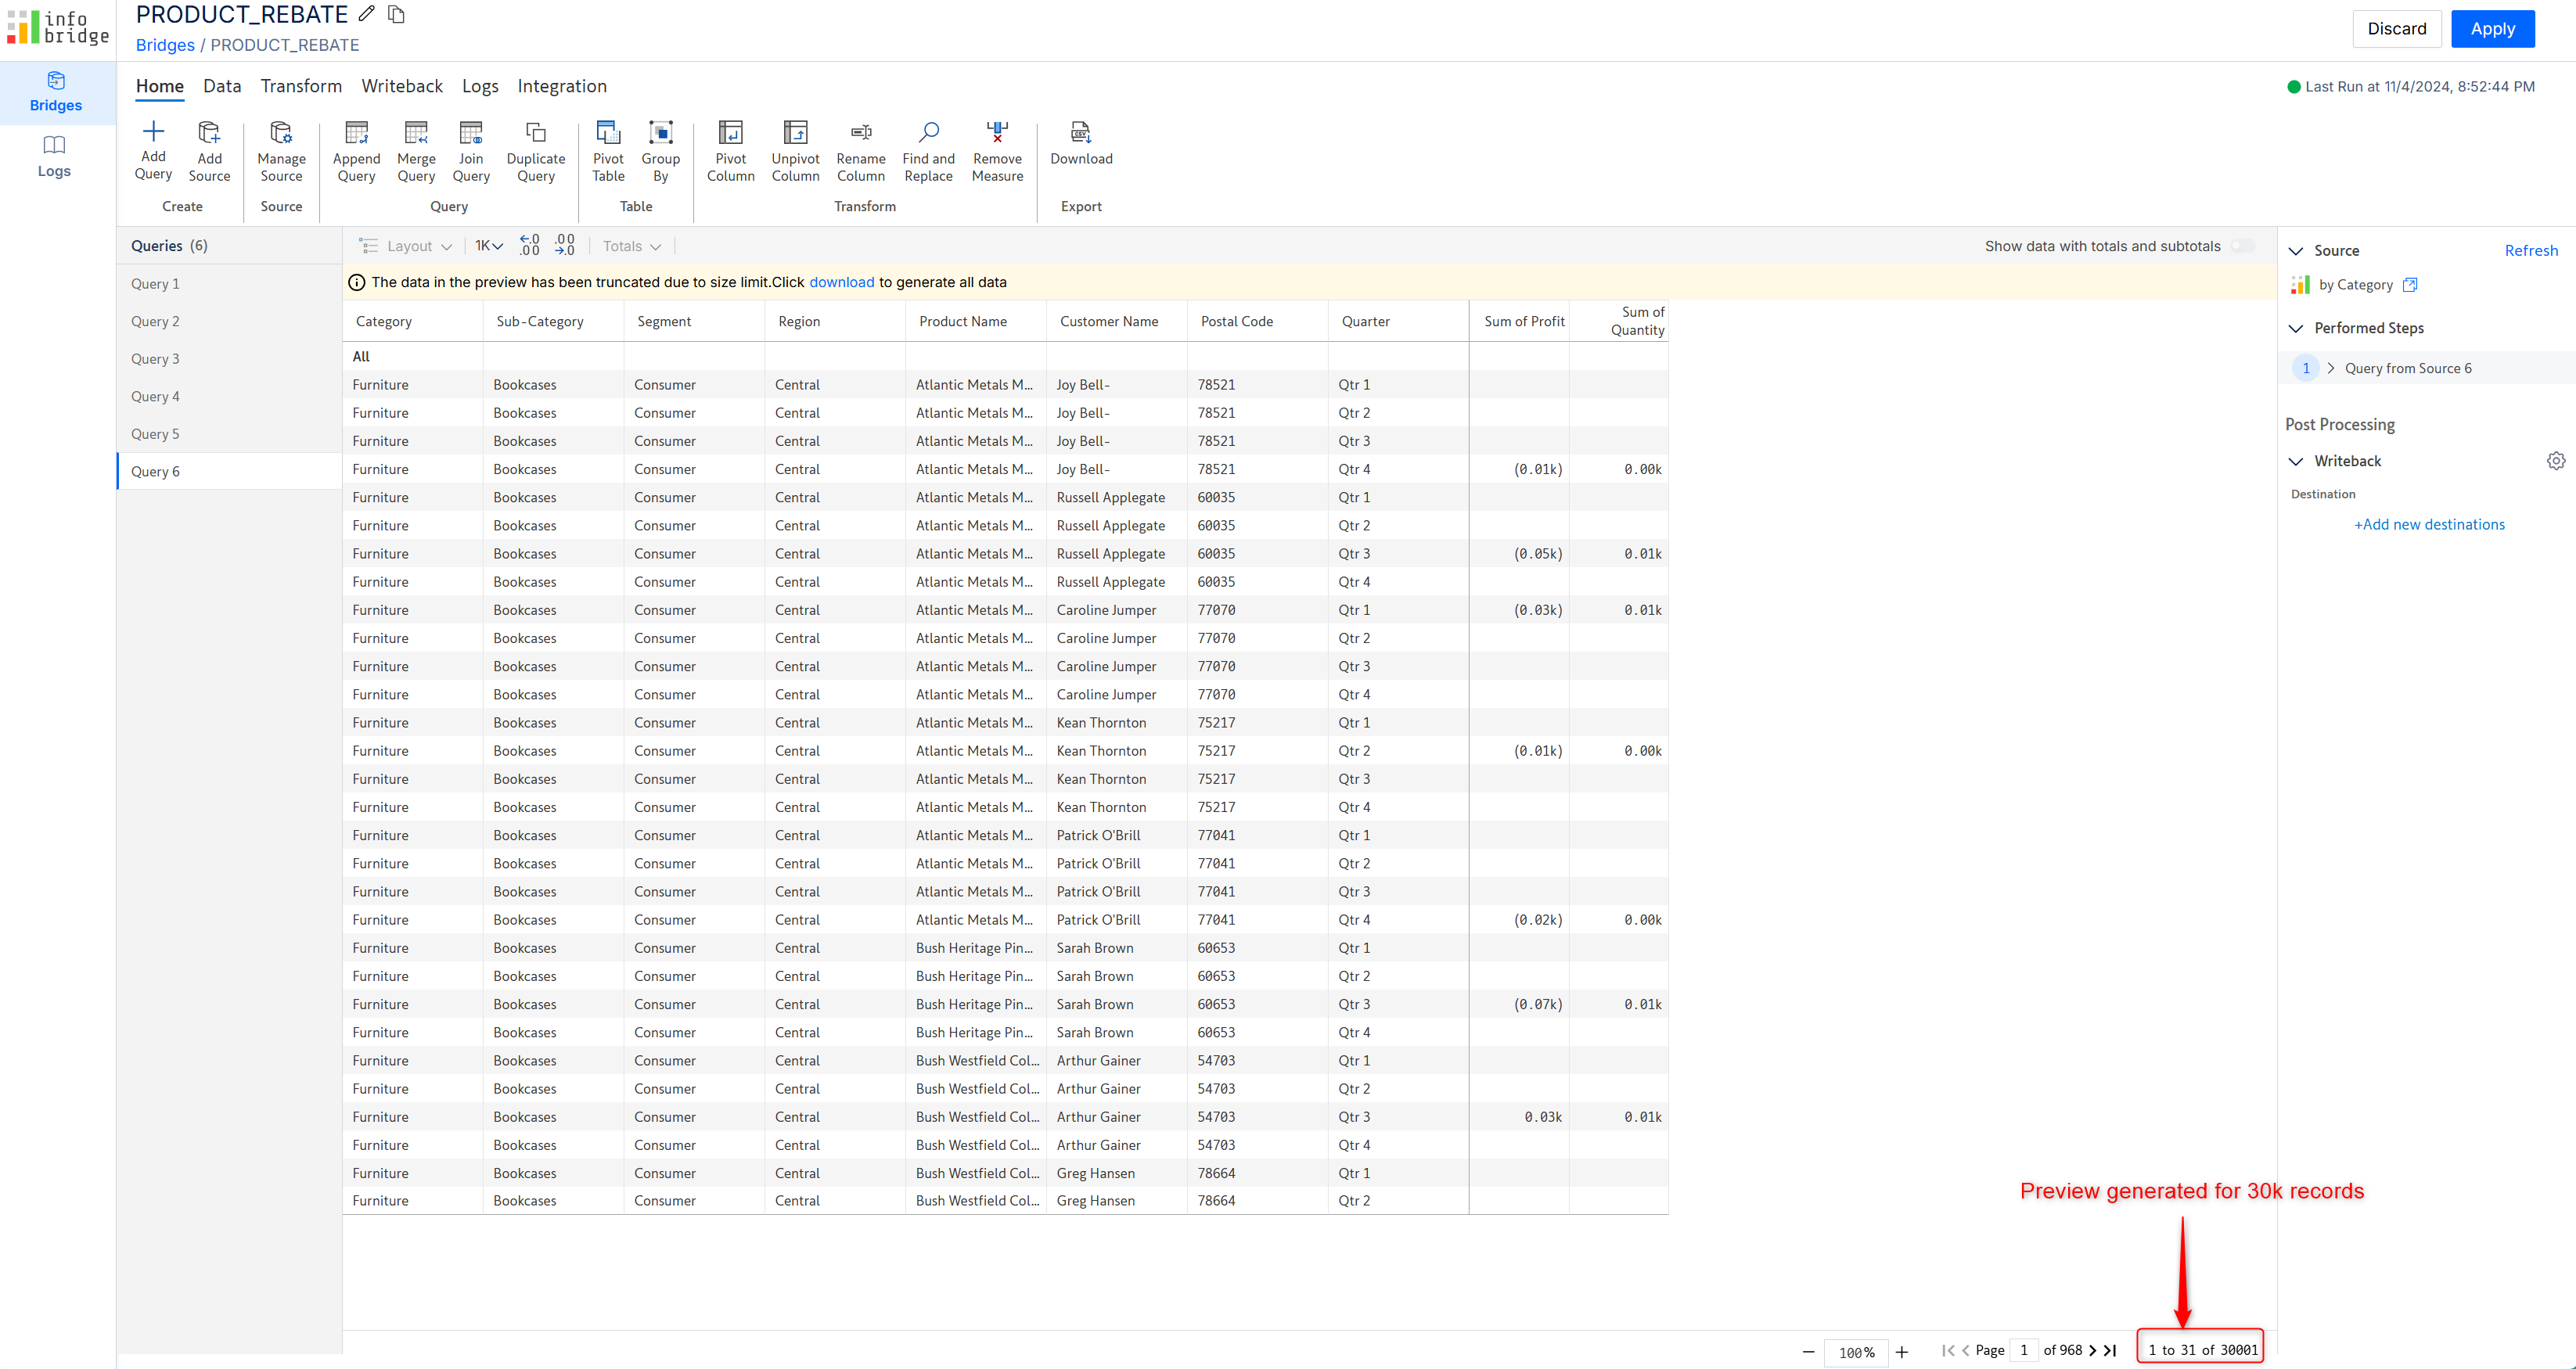 info
bridge
PRODUCT_REBATE
Bridges / PRODUCT_REBATE
Discard
Apply
Bridges
Logs
Home Data Transform Writeback Logs Integration
Last Run at 11/4/2024, 8:52:44 PM
Add Query
Add Source
Manage Source
Append Query
Merge Query
Join Query
Duplicate Query
Pivot Table
Group By
Pivot Column
Unpivot Column
Rename Column
Find and Replace
Remove Measure
Download
Create Source Query Table Transform Export
Queries (6)
Query 1
Query 2
Query 3
Query 4
Query 5
Query 6
Layout 1K Totals
Show data with totals and subtotals
The data in the preview has been truncated due to size limit.Click download to generate all data
Category Sub-Category Segment Region Product Name Customer Name Postal Code Quarter Sum of Profit Sum of Quantity
All
Furniture Bookcases Consumer Central Atlantic Metals M... Joy Bell- 78521 Qtr 1
Furniture Bookcases Consumer Central Atlantic Metals M... Joy Bell- 78521 Qtr 2
Furniture Bookcases Consumer Central Atlantic Metals M... Joy Bell- 78521 Qtr 3
Furniture Bookcases Consumer Central Atlantic Metals M... Joy Bell- 78521 Qtr 4 (0.01k) 0.00k
Furniture Bookcases Consumer Central Atlantic Metals M... Russell Applegate 60035 Qtr 1
Furniture Bookcases Consumer Central Atlantic Metals M... Russell Applegate 60035 Qtr 2
Furniture Bookcases Consumer Central Atlantic Metals M... Russell Applegate 60035 Qtr 3 (0.05k) 0.01k
Furniture Bookcases Consumer Central Atlantic Metals M... Russell Applegate 60035 Qtr 4
Furniture Bookcases Consumer Central Atlantic Metals M... Caroline Jumper 77070 Qtr 1 (0.03k) 0.01k
Furniture Bookcases Consumer Central Atlantic Metals M... Caroline Jumper 77070 Qtr 2
Furniture Bookcases Consumer Central Atlantic Metals M... Caroline Jumper 77070 Qtr 3
Furniture Bookcases Consumer Central Atlantic Metals M... Caroline Jumper 77070 Qtr 4
Furniture Bookcases Consumer Central Atlantic Metals M... Kean Thornton 75217 Qtr 1
Furniture Bookcases Consumer Central Atlantic Metals M... Kean Thornton 75217 Qtr 2 (0.01k) 0.00k
Furniture Bookcases Consumer Central Atlantic Metals M... Kean Thornton 75217 Qtr 3
Furniture Bookcases Consumer Central Atlantic Metals M... Kean Thornton 75217 Qtr 4
Furniture Bookcases Consumer Central Atlantic Metals M... Patrick O'Brill 77041 Qtr 1
Furniture Bookcases Consumer Central Atlantic Metals M... Patrick O'Brill 77041 Qtr 2
Furniture Bookcases Consumer Central Atlantic Metals M... Patrick O'Brill 77041 Qtr 3
Furniture Bookcases Consumer Central Atlantic Metals M... Patrick O'Brill 77041 Qtr 4 (0.02k) 0.00k
Furniture Bookcases Consumer Central Bush Heritage Pin... Sarah Brown 60653 Qtr 1
Furniture Bookcases Consumer Central Bush Heritage Pin... Sarah Brown 60653 Qtr 2
Furniture Bookcases Consumer Central Bush Heritage Pin... Sarah Brown 60653 Qtr 3 (0.07k) 0.01k
Furniture Bookcases Consumer Central Bush Heritage Pin... Sarah Brown 60653 Qtr 4
Furniture Bookcases Consumer Central Bush Westfield Col... Arthur Gainer 54703 Qtr 1
Furniture Bookcases Consumer Central Bush Westfield Col... Arthur Gainer 54703 Qtr 2
Furniture Bookcases Consumer Central Bush Westfield Col... Arthur Gainer 54703 Qtr 3 0.03k 0.01k
Furniture Bookcases Consumer Central Bush Westfield Col... Arthur Gainer 54703 Qtr 4
Furniture Bookcases Consumer Central Bush Westfield Col... Greg Hansen 78664 Qtr 1
Furniture Bookcases Consumer Central Bush Westfield Col... Greg Hansen 78664 Qtr 2
Source Refresh
by Category
Performed Steps
1 Query from Source 6
Post Processing
Writeback
Destination
+Add new destinations
Preview generated for 30k records
100% Page 1 of 968 1 to 31 of 30001